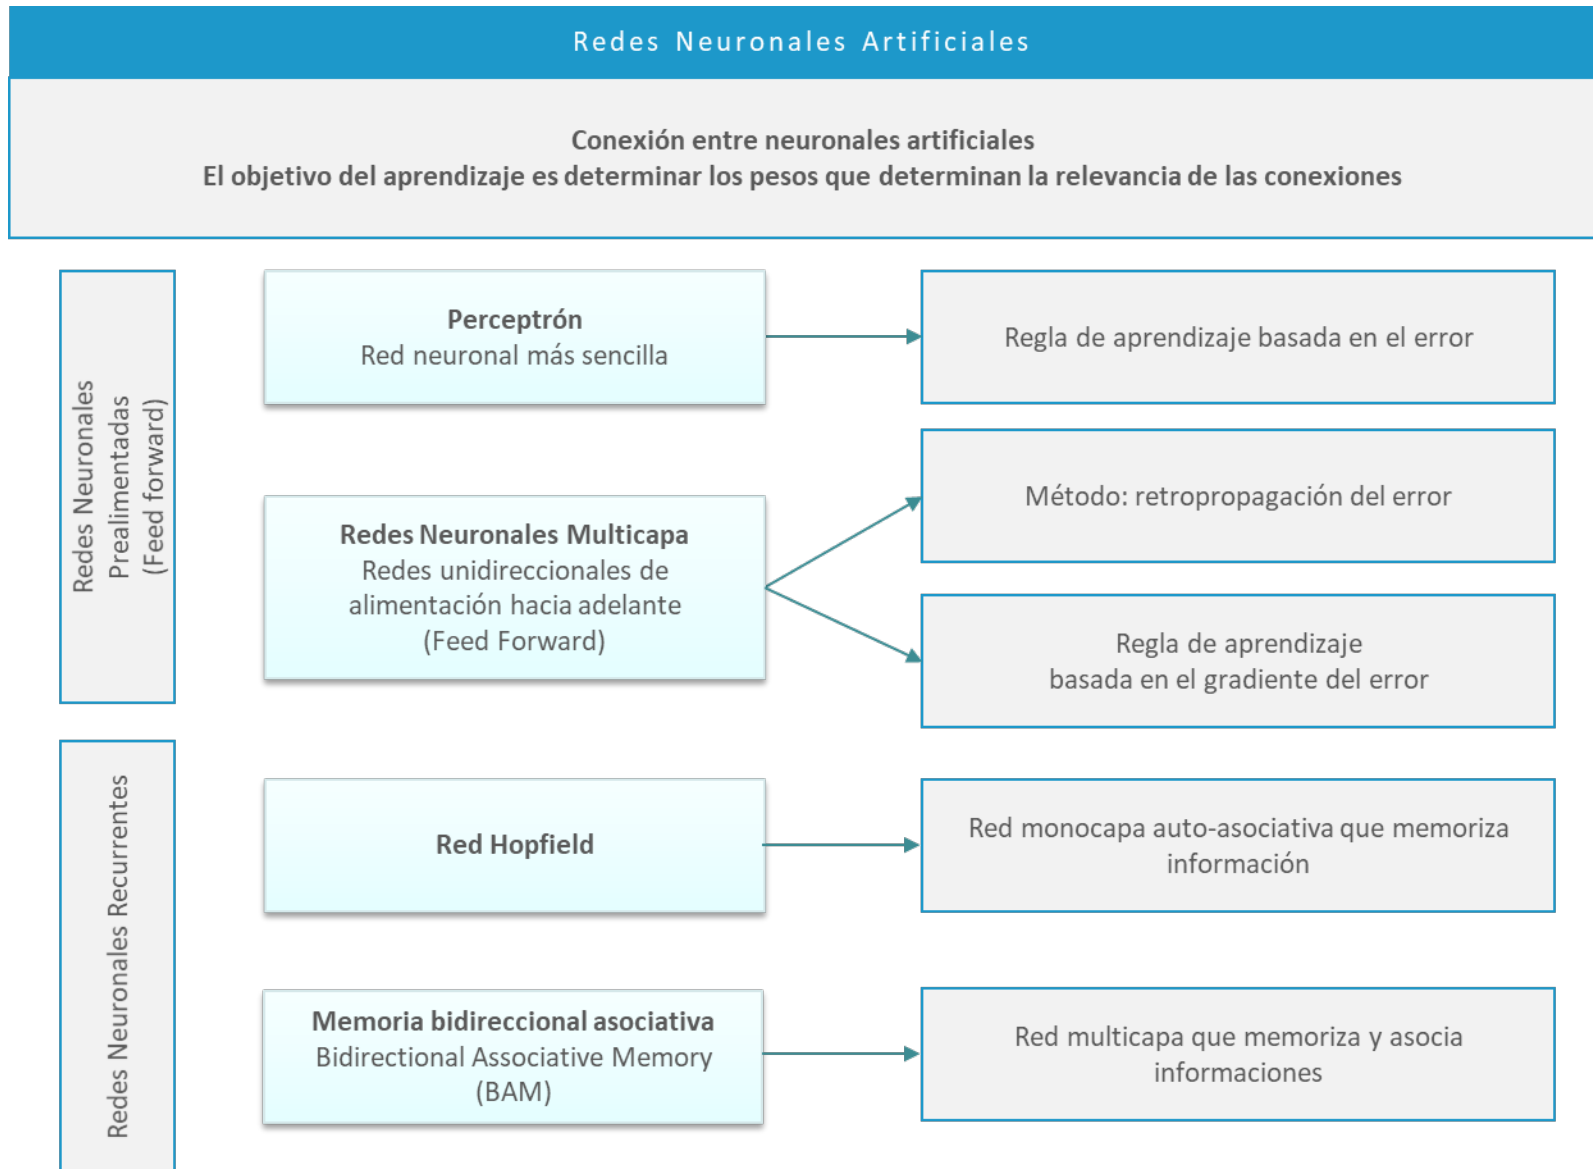 Redes Neuronales Artificiales
Conexión entre neuronales artificiales
El objetivo del aprendizaje es determinar los pesos que determinan la relevancia de las conexiones
Redes Neuronales
Prealimentadas
(Feed forward)
Perceptrón
Red neuronal más sencilla
Regla de aprendizaje basada en el error
Redes Neuronales Multicapa
Redes unidireccionales de
alimentación hacia adelante
(Feed Forward)
Método: retropropagación del error
Regla de aprendizaje
basada en el gradiente del error
Redes Neuronales Recurrentes
Red Hopfield
Red monocapa auto-asociativa que memoriza
información
Memoria bidireccional asociativa
Bidirectional Associative Memory
(BAM)
Red multicapa que memoriza y asocia
informaciones